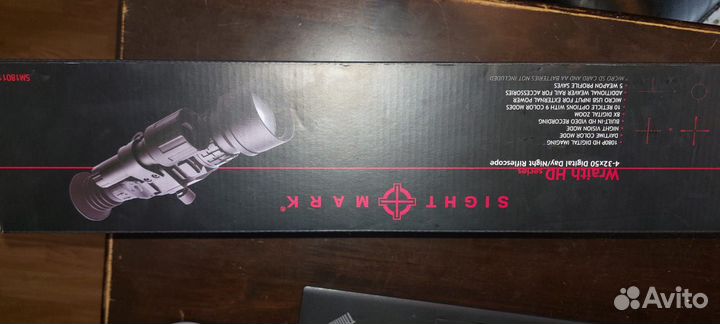 SIGHT MARK®
Wraith HD series
4-32x50 Digital Day/Night Riflescope
1080P HD DIGITAL IMAGING
• DAYTIME COLOR MODE
• NIGHT VISION MODE
• BUILT-IN HD VIDEO RECORDING
8X DIGITAL ZOOM
10 RETICLE OPTIONS WITH 9 COLOR MODES
• MICRO USB INPUT FOR EXTERNAL POWER
• ADDITIONAL WEAVER RAIL FOR ACCESSORIES
• 5 WEAPON PROFILE SAVES
* MICRO SD CARD AND AA BATTERIES NOT INCLUDED
SM1801
Avito